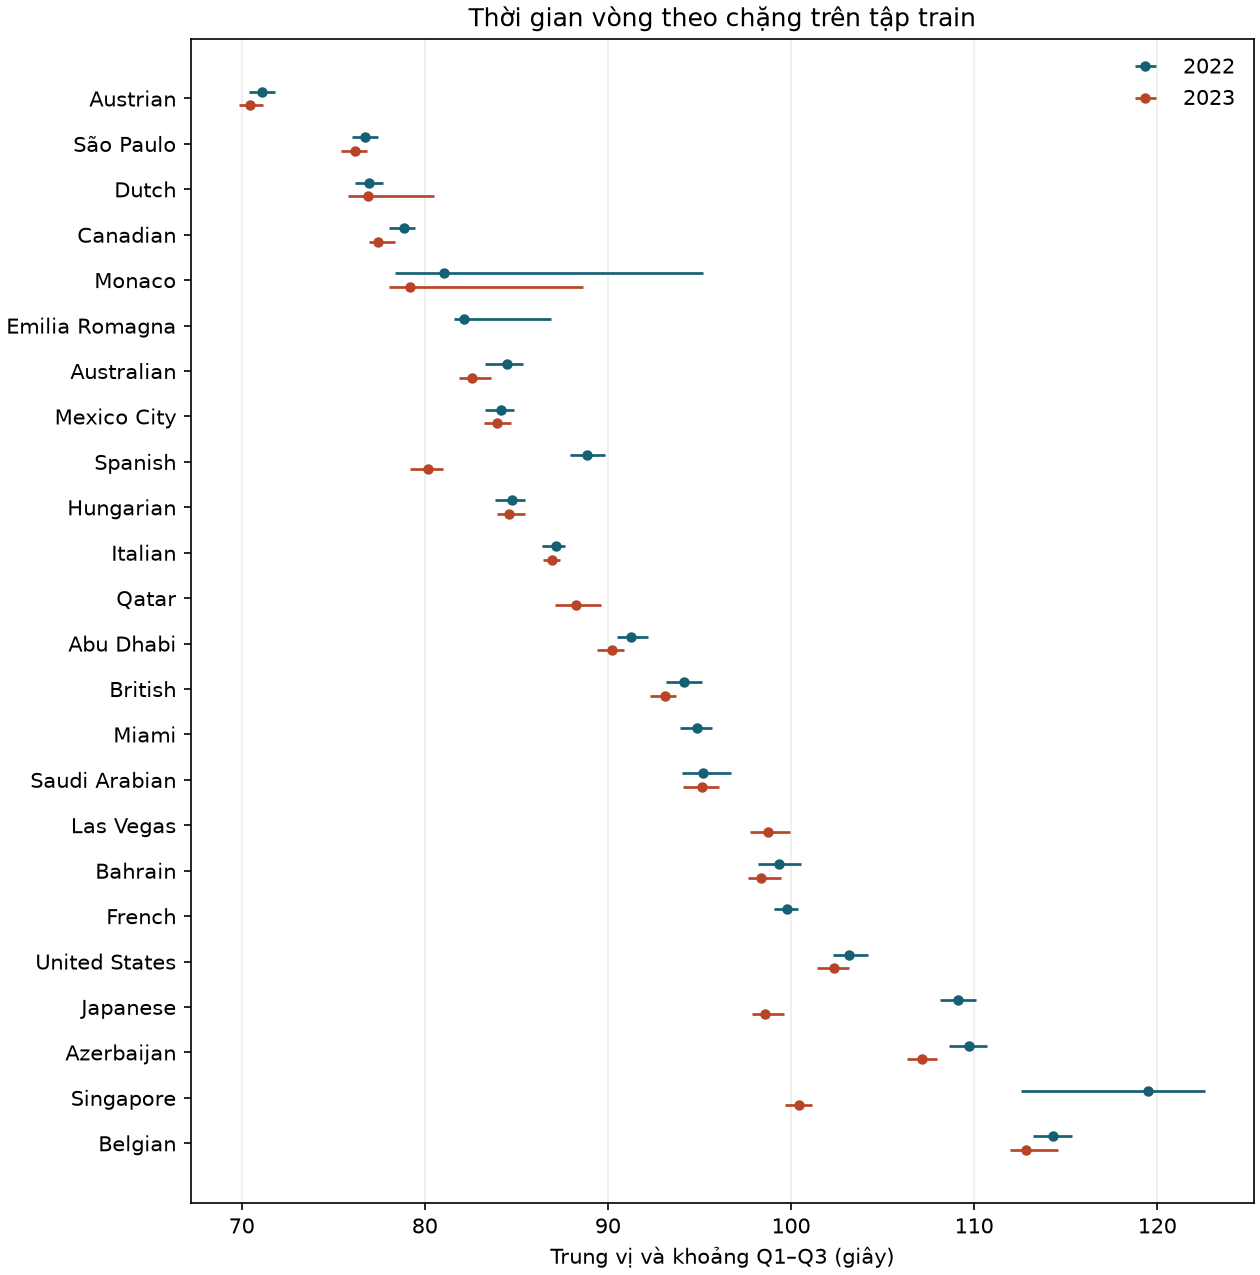 Thời gian vòng theo chặng trên tập train
2022
2023
Austrian
São Paulo
Dutch
Canadian
Monaco
Emilia Romagna
Australian
Mexico City
Spanish
Hungarian
Italian
Qatar
Abu Dhabi
British
Miami
Saudi Arabian
Las Vegas
Bahrain
French
United States
Japanese
Azerbaijan
Singapore
Belgian
70 80 90 100 110 120
Trung vị và khoảng Q1–Q3 (giây)